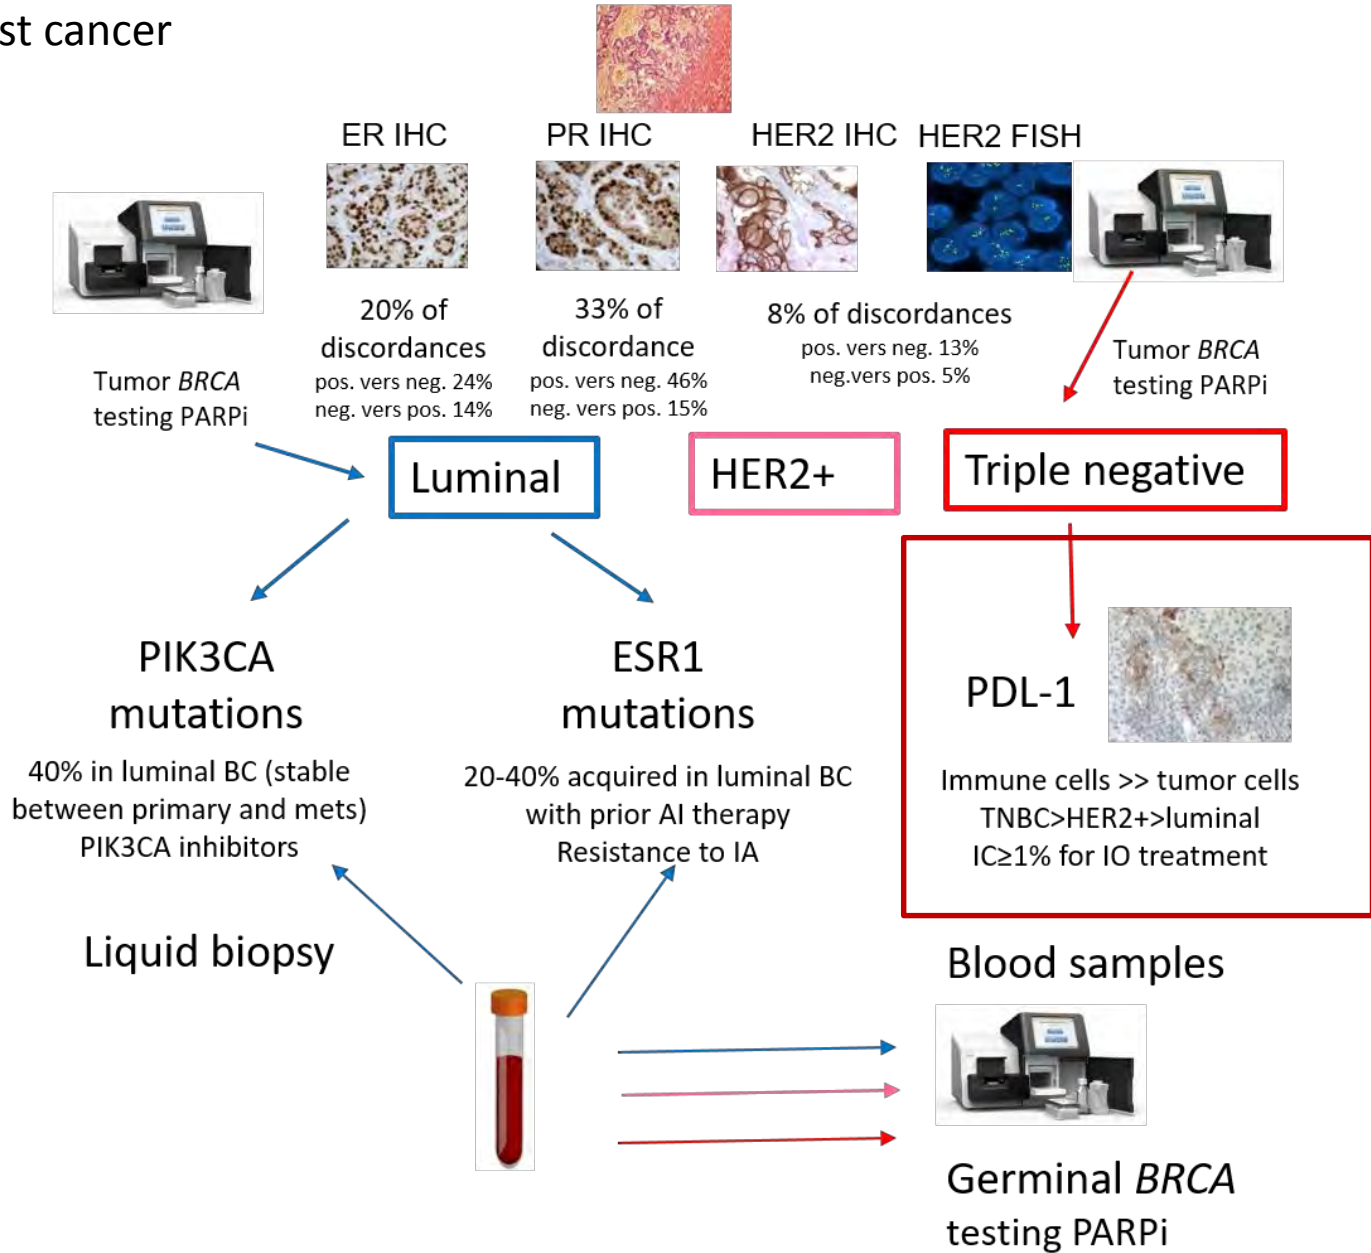 st cancer
ER IHC
PR IHC
HER2 IHC
HER2 FISH
20% of
discordances
pos. vers neg. 24%
neg. vers pos. 14%
33% of
discordance
pos. vers neg. 46%
neg. vers pos. 15%
8% of discordances
pos. vers neg. 13%
neg.vers pos. 5%
Tumor BRCA
testing PARPi
Tumor BRCA
testing PARPi
Luminal
HER2+
Triple negative
PIK3CA
mutations
40% in luminal BC (stable
between primary and mets)
PIK3CA inhibitors
ESR1
mutations
20-40% acquired in luminal BC
with prior AI therapy
Resistance to IA
PDL-1
Immune cells >> tumor cells
TNBC>HER2+>luminal
IC≥1% for IO treatment
Liquid biopsy
Blood samples
Germinal BRCA
testing PARPi